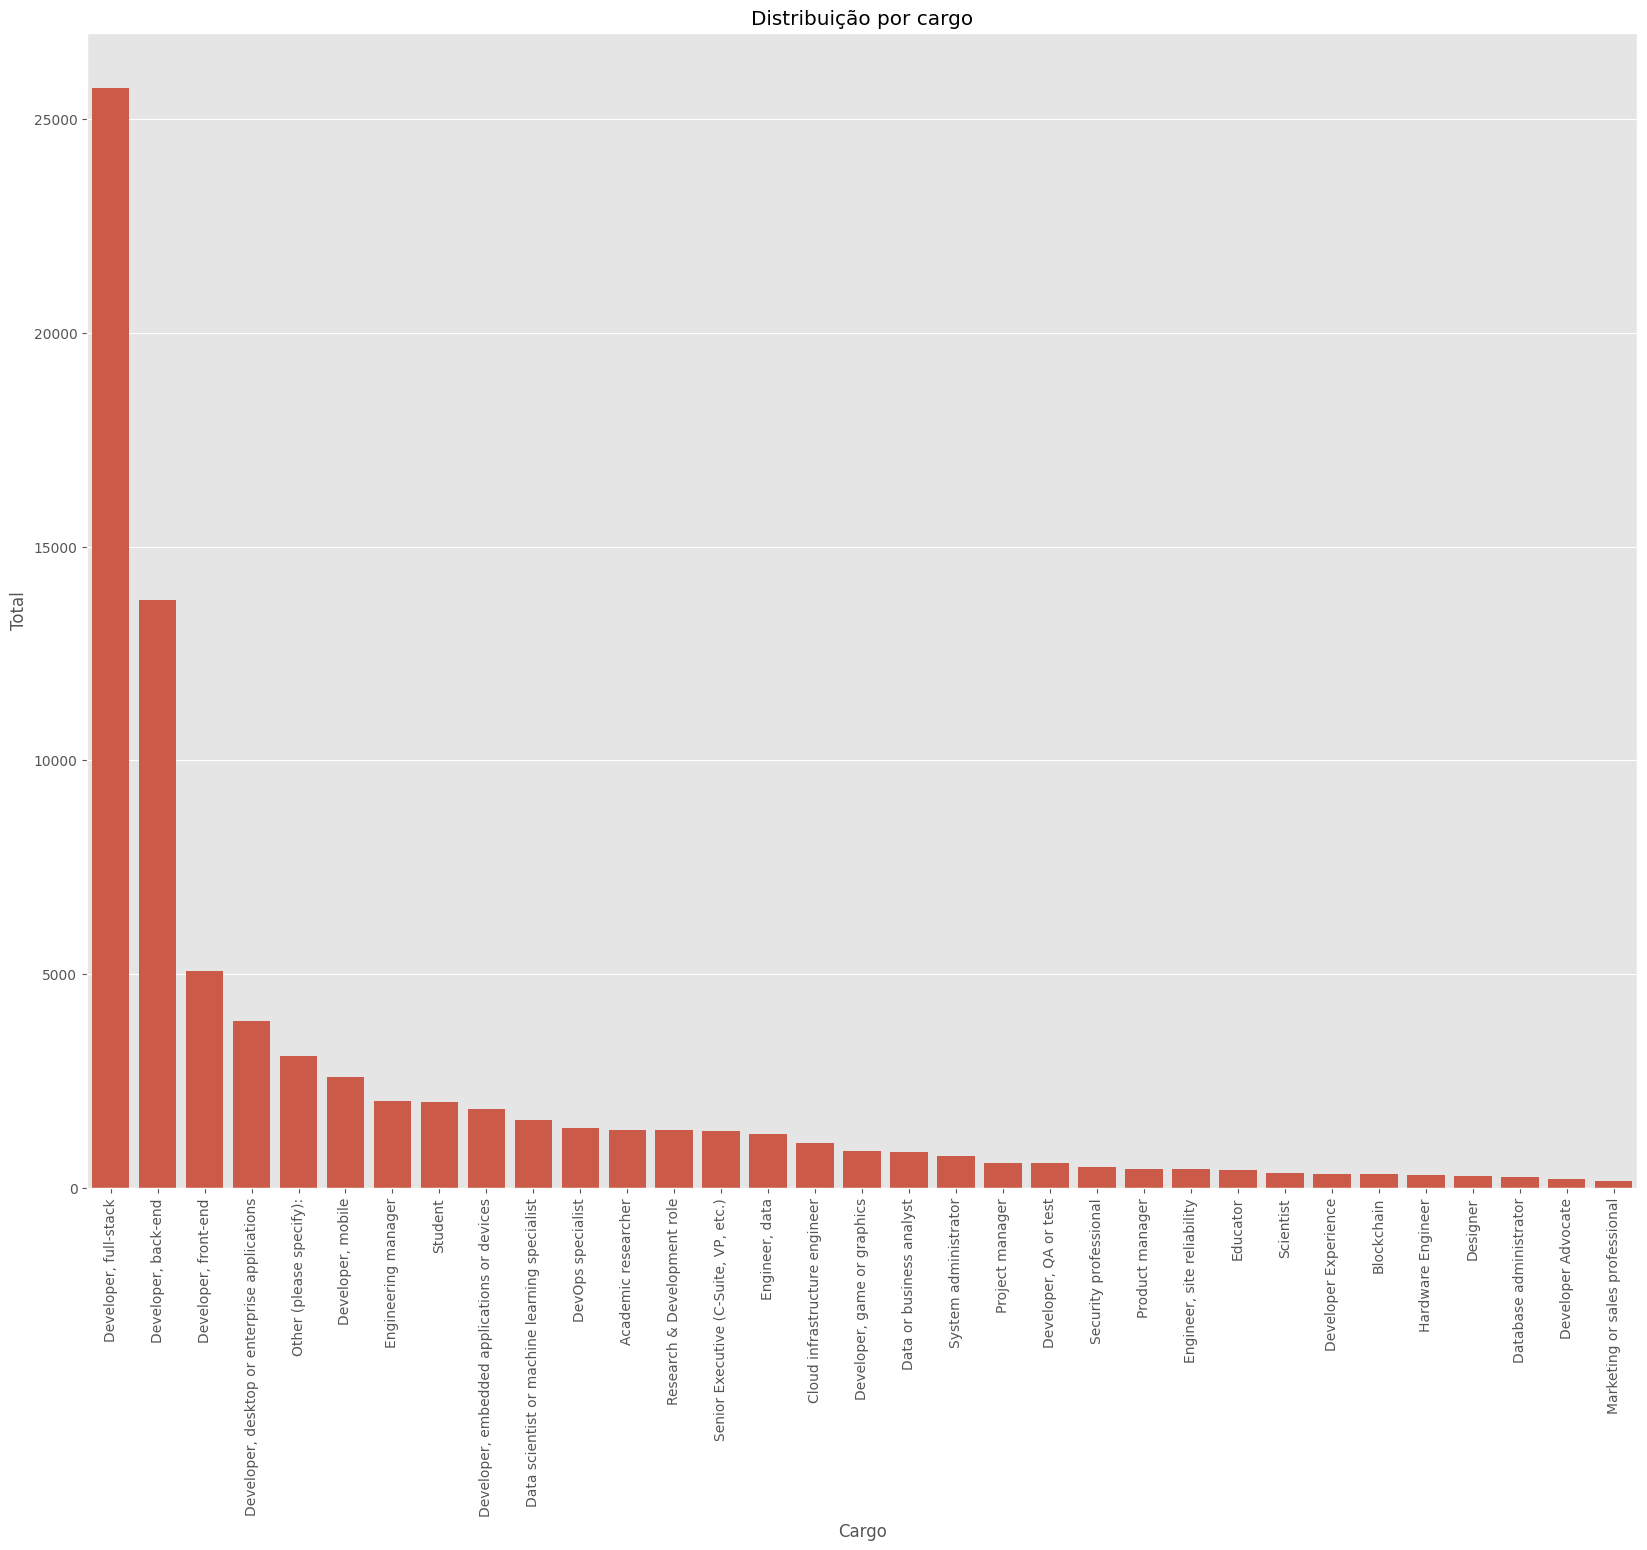 Distribuição por cargo
Total
25000
20000
15000
10000
5000
0
Developer, full-stack
Developer, back-end
Developer, front-end
Developer, desktop or enterprise applications
Other (please specify):
Developer, mobile
Engineering manager
Student
Developer, embedded applications or devices
Data scientist or machine learning specialist
DevOps specialist
Academic researcher
Research & Development role
Senior Executive (C-Suite, VP, etc.)
Engineer, data
Cloud infrastructure engineer
Developer, game or graphics
Data or business analyst
System administrator
Project manager
Developer, QA or test
Security professional
Product manager
Engineer, site reliability
Educator
Scientist
Developer Experience
Blockchain
Hardware Engineer
Designer
Database administrator
Developer Advocate
Marketing or sales professional
Cargo